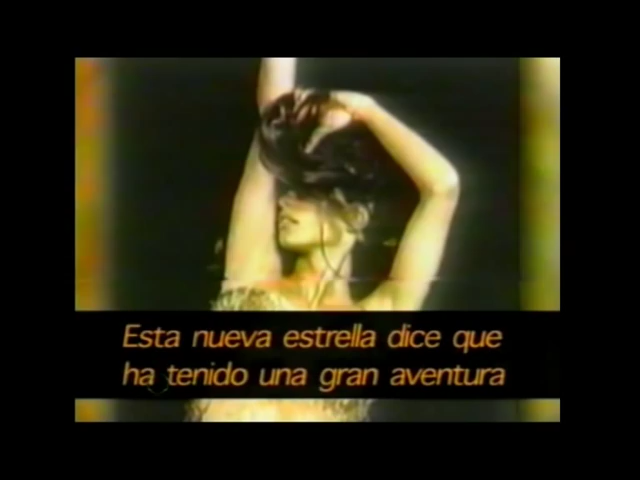 Esta nueva estrella dice que
ha tenido una gran aventura